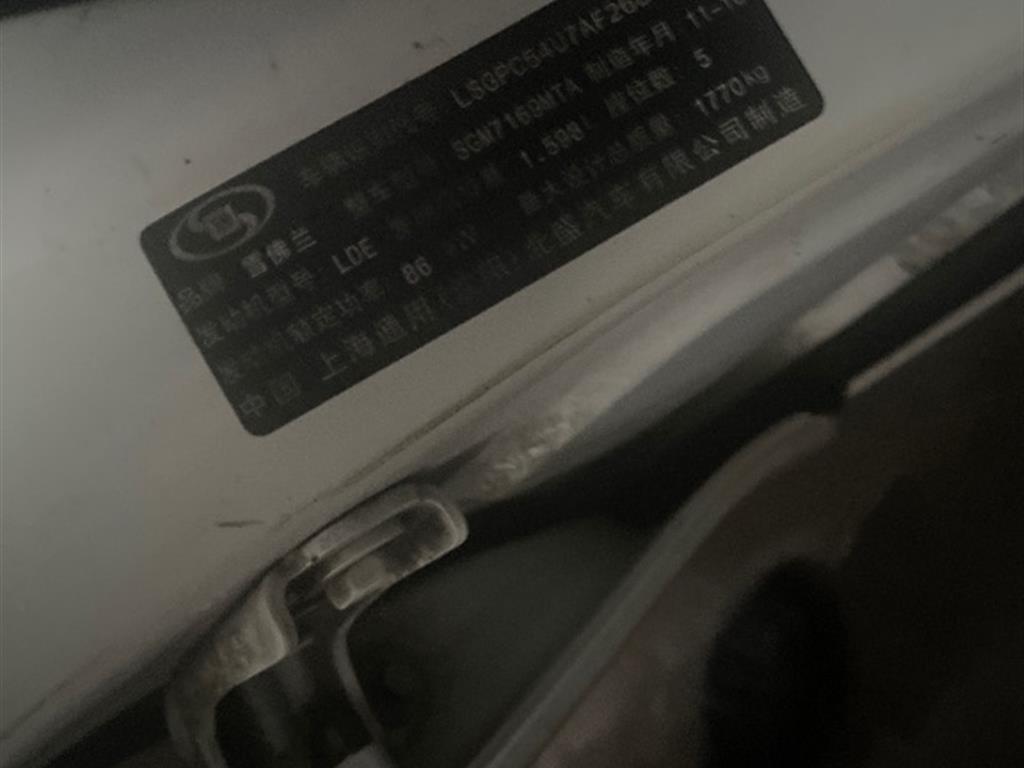 品牌 雪佛兰 车辆识别代号 LSGPC54U7AF26
整车型号 SGM7169MTA 制造年月 11-10
发动机型号: LDE 发动机排量 1.598l 座位数: 5
发动机额定功率: 86 kW 最大设计总质量: 1770kg
中国 上海通用(沈阳)北盛汽车有限公司制造